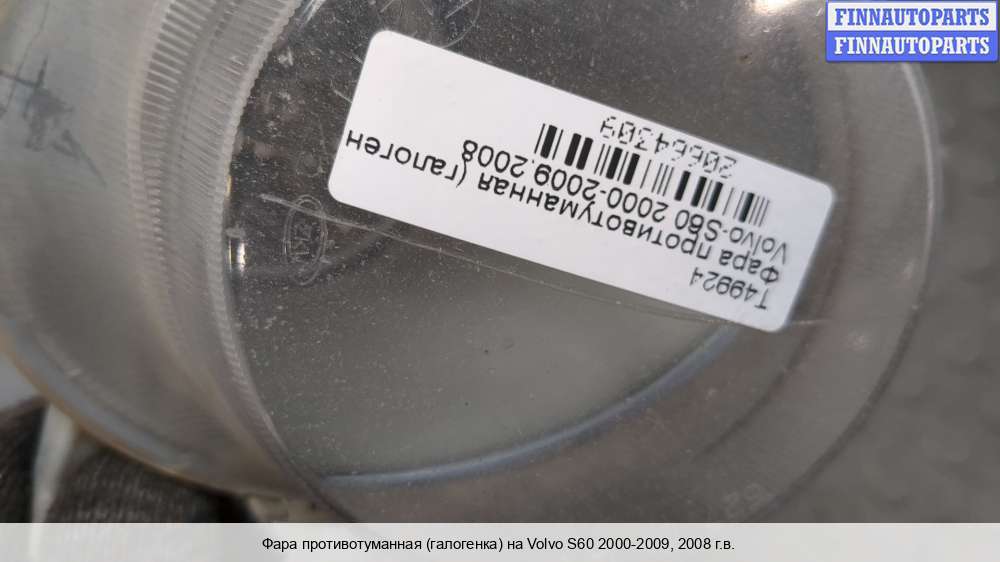 FINNAUTOPARTS
FINNAUTOPARTS
T49924
Фара противотуманная (галоген
Volvo-S60 2000-2009,2008
20664309
Фара противотуманная (галогенка) на Volvo S60 2000-2009, 2008 г.в.